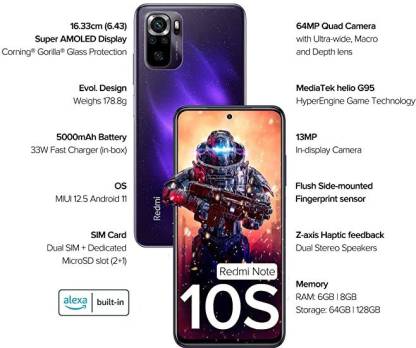 16.33cm (6.43)
Super AMOLED Display
Corning® Gorilla® Glass Protection
Evol. Design
Weighs 178.8g
5000mAh Battery
33W Fast Charger (in-box)
OS
MIUI 12.5 Android 11
SIM Card
Dual SIM + Dedicated
MicroSD slot (2+1)
alexa built-in
Redmi
Redmi Note
10S
64MP Quad Camera
with Ultra-wide, Macro
and Depth lens
MediaTek helio G95
HyperEngine Game Technology
13MP
In-display Camera
Flush Side-mounted
Fingerprint sensor
Z-axis Haptic feedback
Dual Stereo Speakers
Memory
RAM: 6GB | 8GB
Storage: 64GB | 128GB